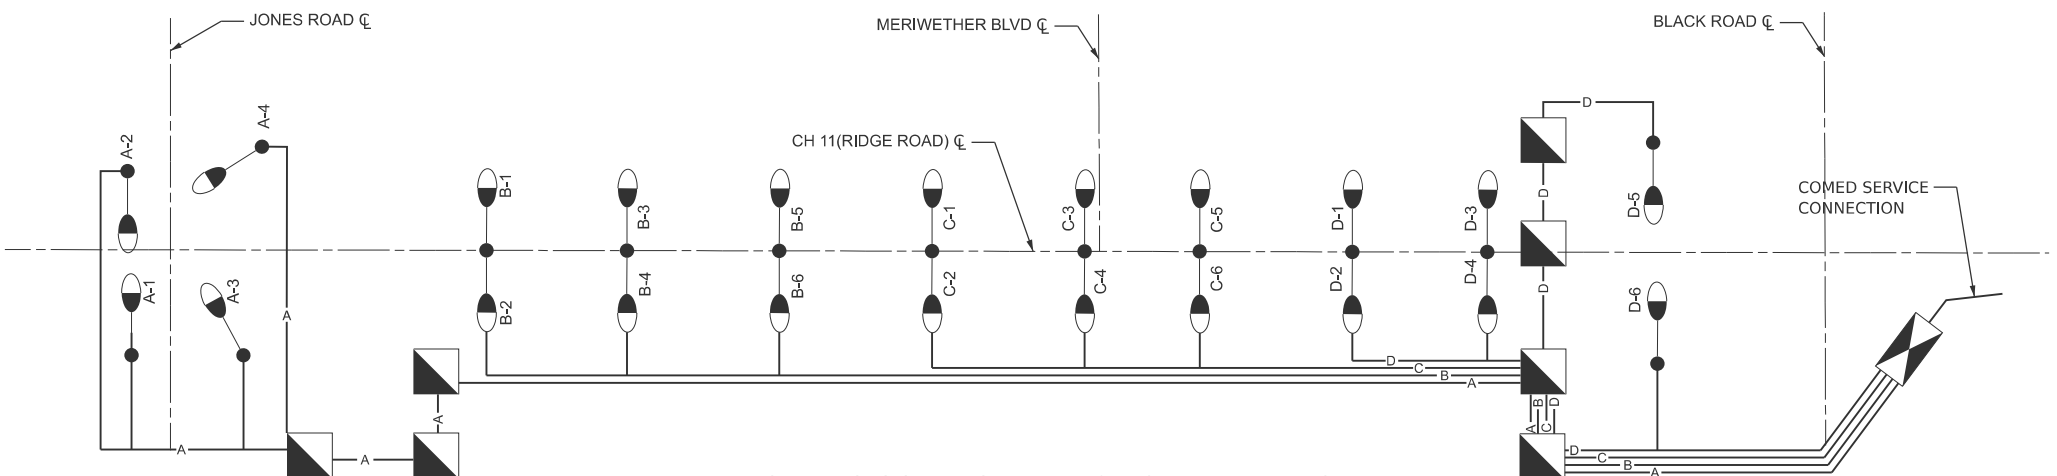 JONES ROAD ℄
MERIWETHER BLVD ℄
BLACK ROAD ℄
CH 11(RIDGE ROAD) ℄
COMED SERVICE
CONNECTION
A-2
A-4
A-1
A-3
B-1
B-3
B-5
C-1
C-3
C-5
D-1
D-3
D-5
B-2
B-4
B-6
C-2
C-4
C-6
D-2
D-4
D-6
D
D
D
A
D
C
B
A
A
A
A
A
B
C
D
D
C
B
A